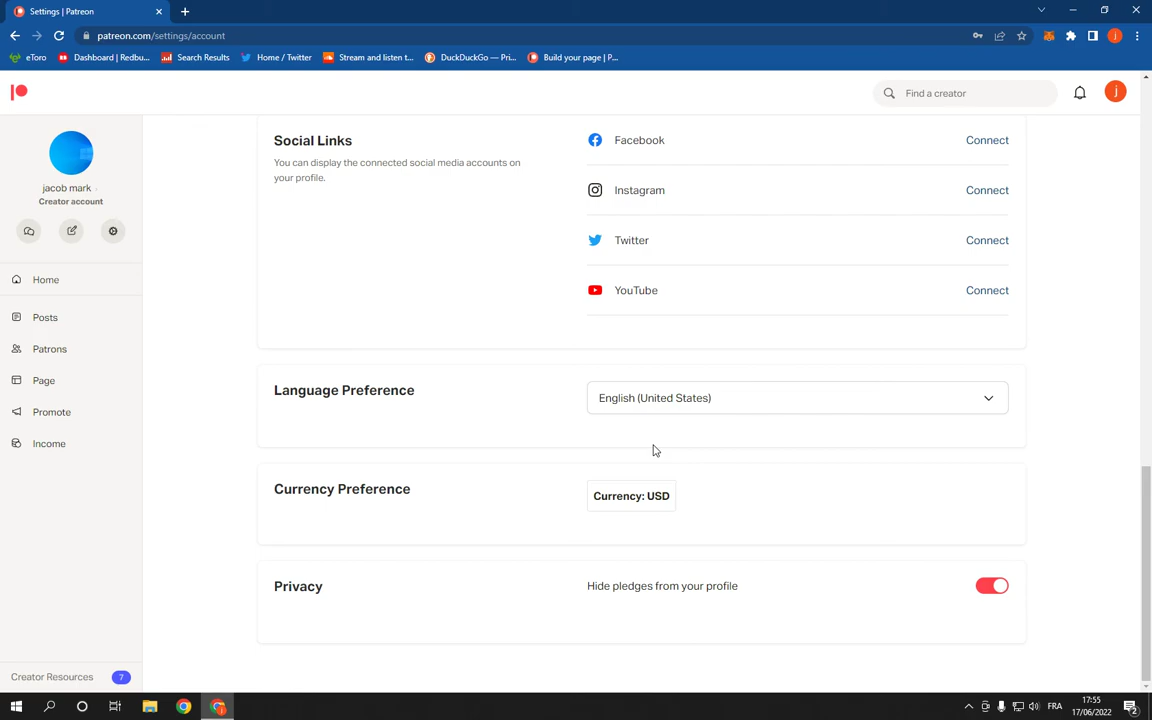 Settings | Patreon
patreon.com/settings/account
eToro
Dashboard | Redbu...
Search Results
Home / Twitter
Stream and listen t...
DuckDuckGo — Pri...
Build your page | P...
Find a creator
j
jacob mark
Creator account
Home
Posts
Patrons
Page
Promote
Income
Creator Resources 7
Social Links
You can display the connected social media accounts on
your profile.
Facebook Connect
Instagram Connect
Twitter Connect
YouTube Connect
Language Preference
English (United States)
Currency Preference
Currency: USD
Privacy
Hide pledges from your profile
FRA
17:55
17/06/2022
2